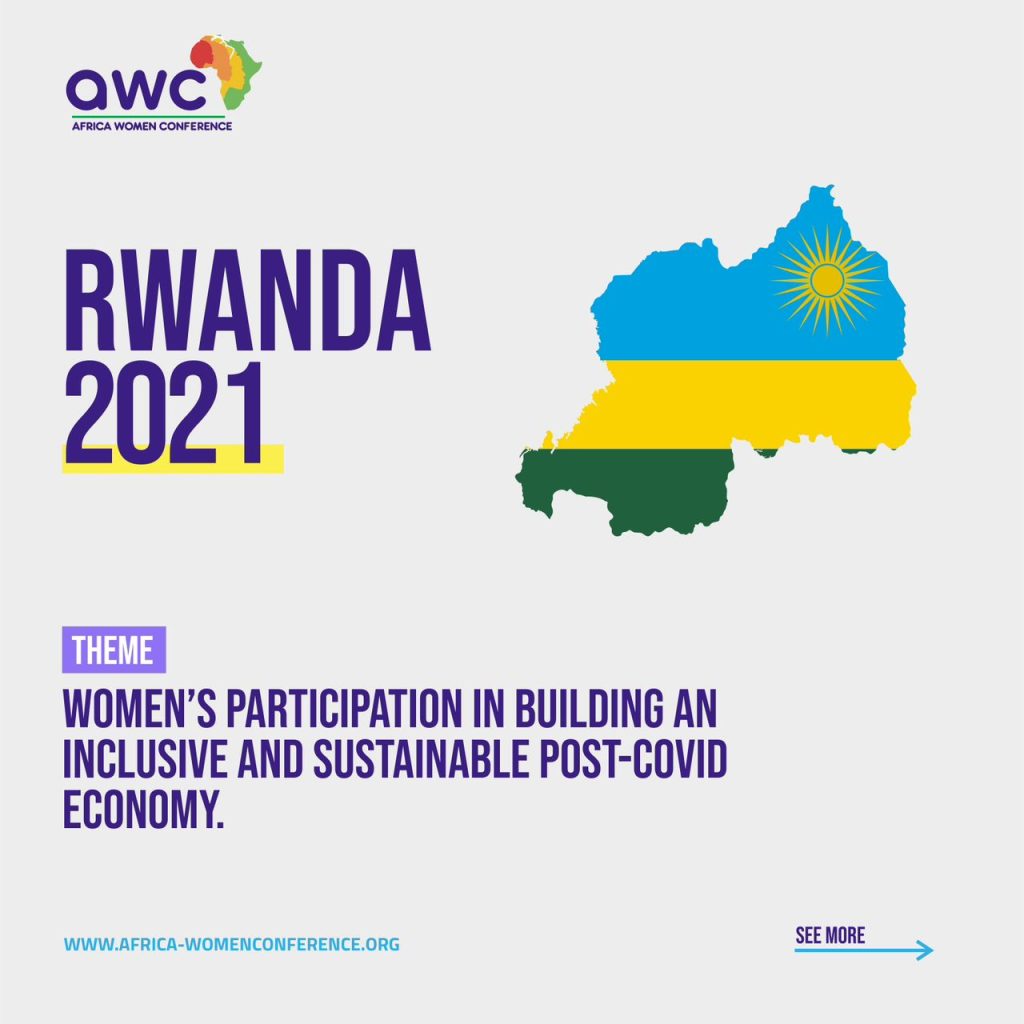 awc
AFRICA WOMEN CONFERENCE
RWANDA
2021
THEME
WOMEN’S PARTICIPATION IN BUILDING AN
INCLUSIVE AND SUSTAINABLE POST-COVID
ECONOMY.
WWW.AFRICA-WOMENCONFERENCE.ORG
SEE MORE